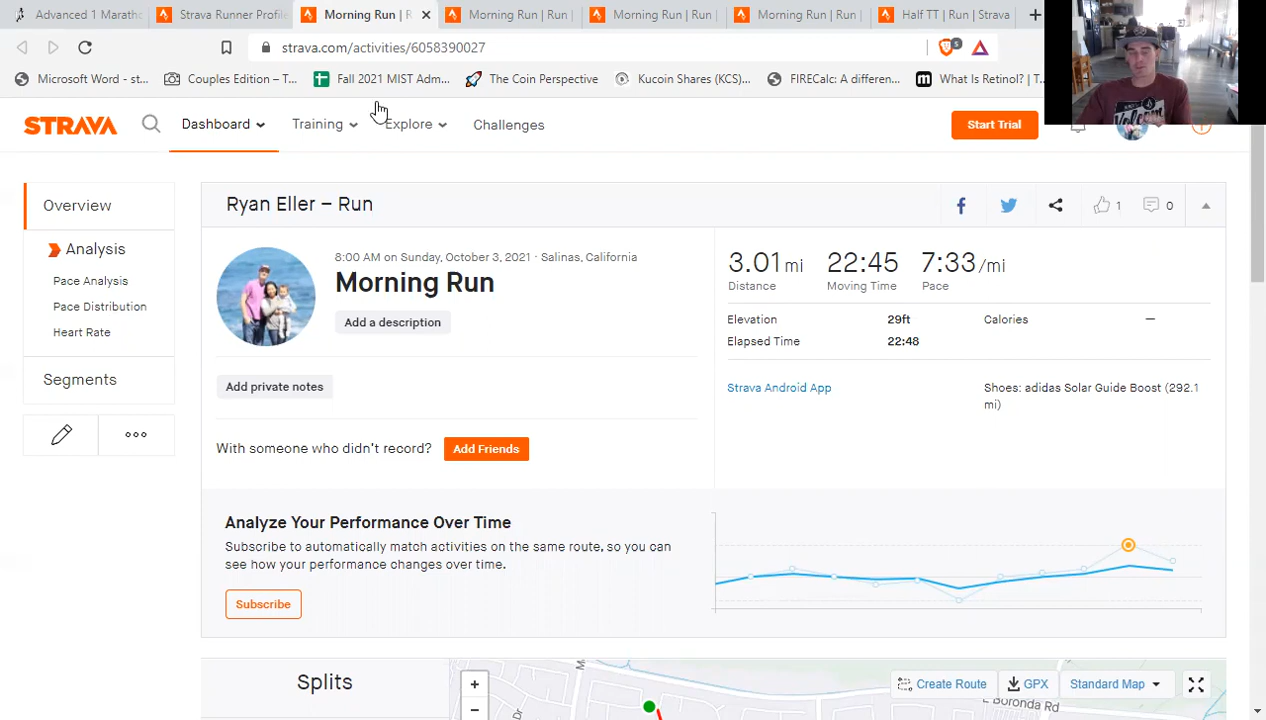 Advanced 1 Marath
Strava Runner Profil
Morning Run | R
Morning Run | Run
Morning Run | Run
Morning Run | Run
Half TT | Run | Strava
strava.com/activities/6058390027
Microsoft Word - st...
Couples Edition – T...
Fall 2021 MIST Adm...
The Coin Perspective
Kucoin Shares (KCS)...
FIRECalc: A differen...
What Is Retinol? | T...
STRAVA
Dashboard
Training
Explore
Challenges
Start Trial
Overview
Analysis
Pace Analysis
Pace Distribution
Heart Rate
Segments
Ryan Eller – Run
1
0
8:00 AM on Sunday, October 3, 2021 · Salinas, California
Morning Run
Add a description
Add private notes
With someone who didn't record?
Add Friends
3.01 mi
22:45
7:33 /mi
Distance
Moving Time
Pace
Elevation
29ft
Calories
—
Elapsed Time
22:48
Strava Android App
Shoes: adidas Solar Guide Boost (292.1
mi)
Analyze Your Performance Over Time
Subscribe to automatically match activities on the same route, so you can
see how your performance changes over time.
Subscribe
Splits
+
−
Create Route
GPX
Standard Map
E Boronda Rd